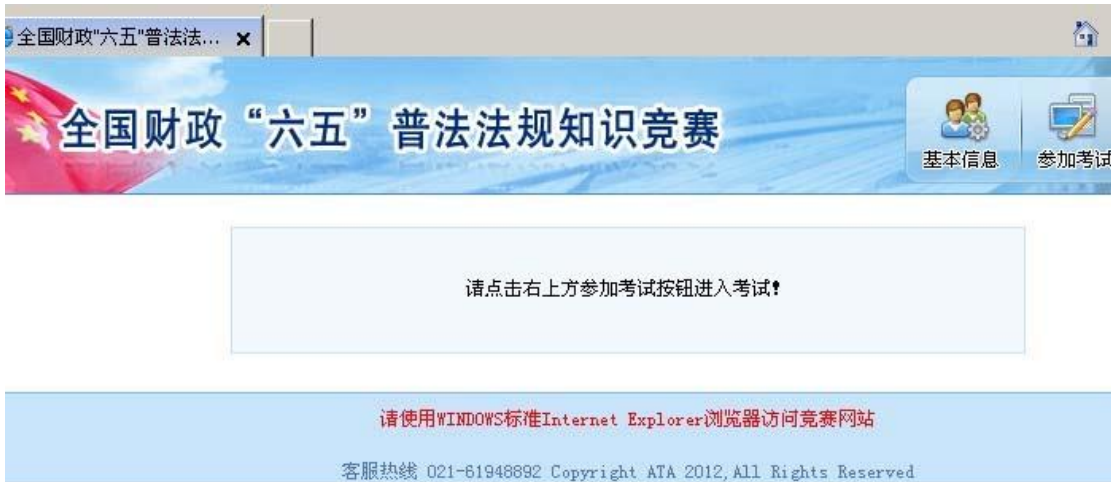 全国财政"六五"普法法...
全国财政“六五”普法法规知识竞赛
基本信息
参加考试
请点击右上方参加考试按钮进入考试!
请使用WINDOWS标准Internet Explorer浏览器访问竞赛网站
客服热线 021-61948892 Copyright ATA 2012,All Rights Reserved